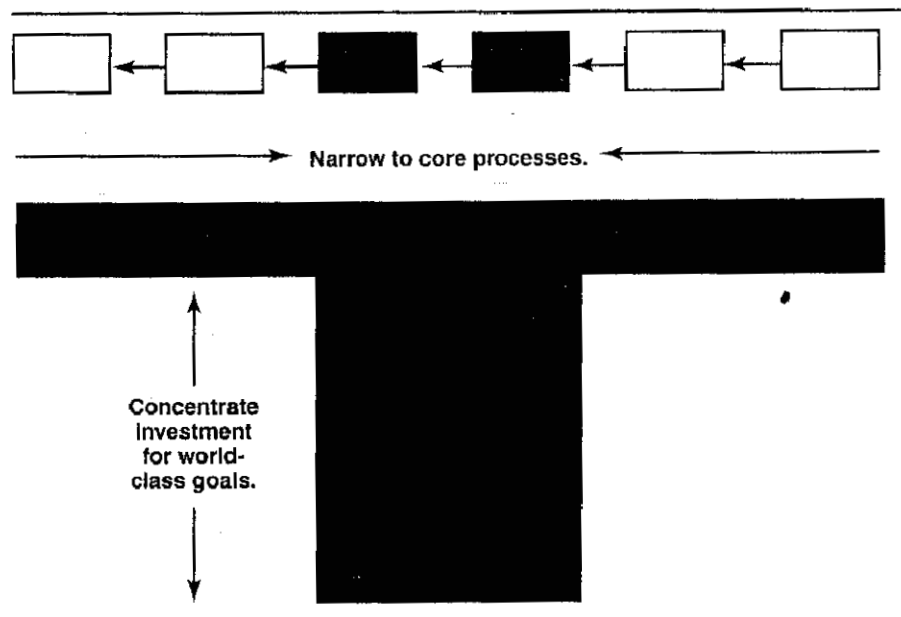 Narrow to core processes.
Concentrate
investment
for world-
class goals.